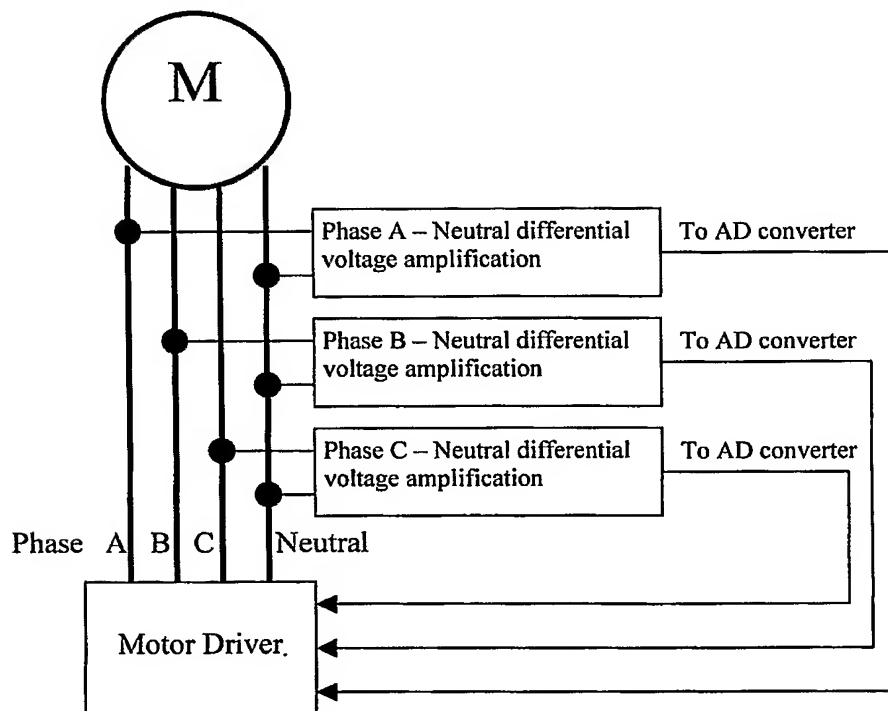 M
Phase A – Neutral differential
voltage amplification
To AD converter
Phase B – Neutral differential
voltage amplification
To AD converter
Phase C – Neutral differential
voltage amplification
To AD converter
Phase A B C Neutral
Motor Driver.